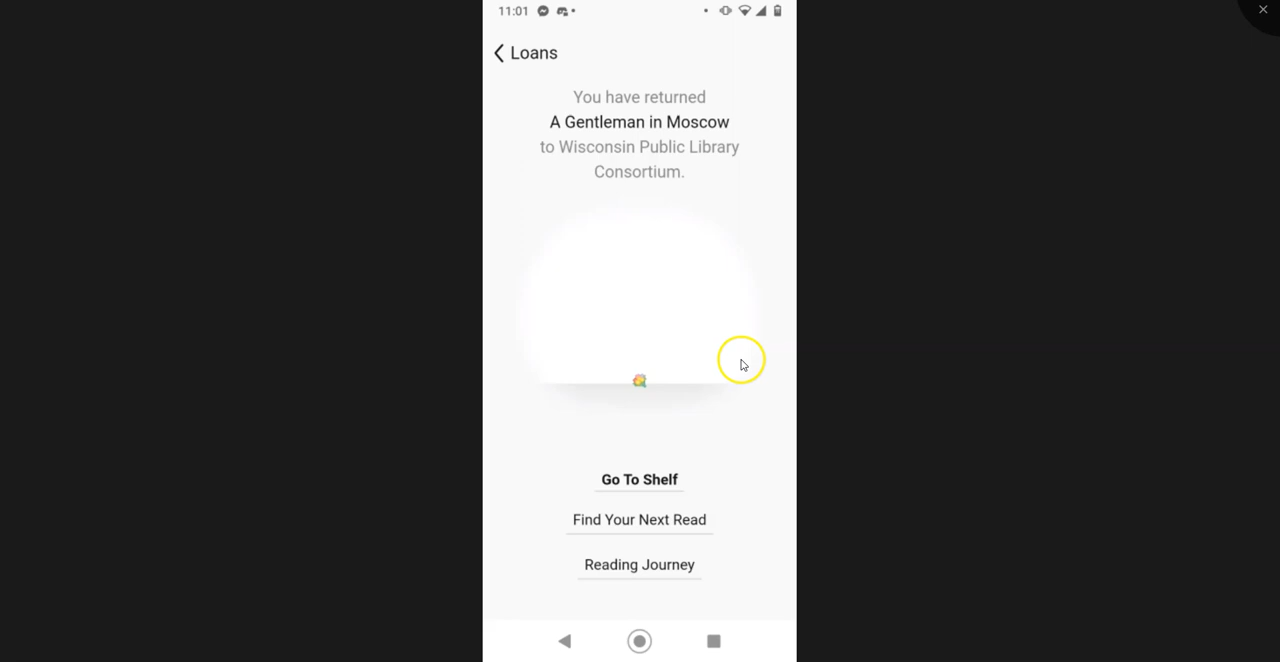 11:01
Loans
You have returned
A Gentleman in Moscow
to Wisconsin Public Library
Consortium.
Go To Shelf
Find Your Next Read
Reading Journey